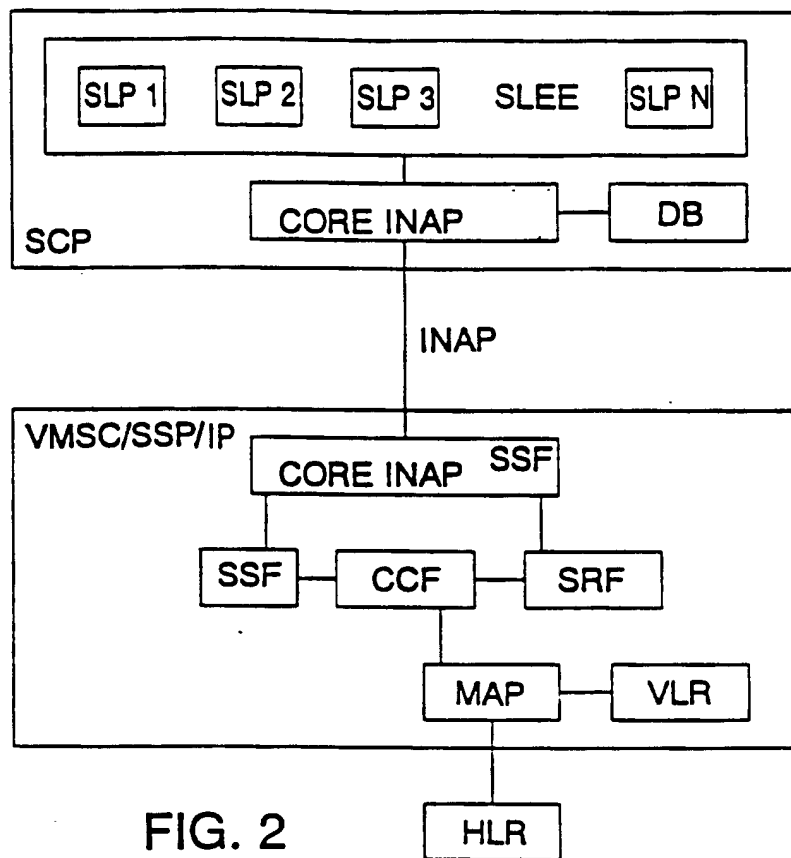 SLP 1 SLP 2 SLP 3 SLEE SLP N
CORE INAP DB
SCP
INAP
VMSC/SSP/IP
SSF
CORE INAP
SSF CCF SRF
MAP VLR
HLR
FIG. 2